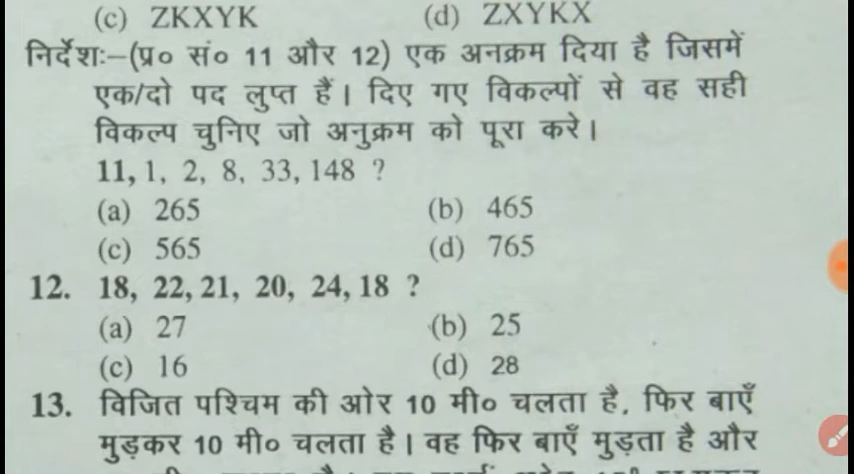 (c) ZKXYK (d) ZXYKX
निर्देशः–(प्र० सं० 11 और 12) एक अनक्रम दिया है जिसमें
एक/दो पद लुप्त हैं। दिए गए विकल्पों से वह सही
विकल्प चुनिए जो अनुक्रम को पूरा करे।
11, 1, 2, 8, 33, 148 ?
(a) 265 (b) 465
(c) 565 (d) 765
12. 18, 22, 21, 20, 24, 18 ?
(a) 27 (b) 25
(c) 16 (d) 28
13. विजित पश्चिम की ओर 10 मी० चलता है, फिर बाएँ
मुड़कर 10 मी० चलता है। वह फिर बाएँ मुड़ता है और